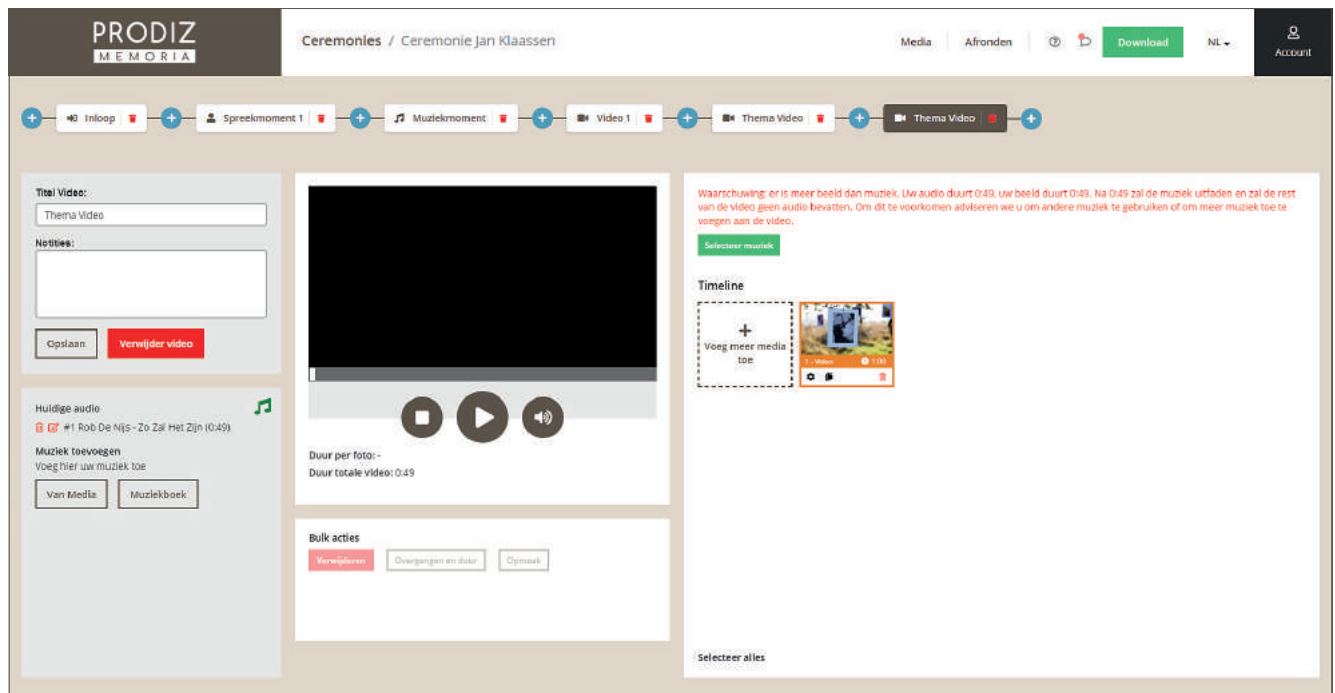 PRODIZ
MEMORIA
Ceremonies / Ceremonie Jan Klaassen
Media
Afronden
Download
NL
Account
Inloop
Spreekmoment 1
Muziekmoment
Video 1
Thema Video
Thema Video
Titel Video:
Thema Video
Notities:
Opslaan
Verwijder video
Huidige audio
#1 Rob De Nijs - Zo Zal Het Zijn (0:49)
Muziek toevoegen
Voeg hier uw muziek toe
Van Media
Muziekboek
Duur per foto: -
Duur totale video: 0:49
Bulk acties
Verwijderen
Overgangen en duur
Opmaak
Waarschuwing: er is meer beeld dan muziek. Uw audio duurt 0:49, uw beeld duurt 0:49. Na 0:49 zal de muziek uitfaden en zal de rest
van de video geen audio bevatten. Om dit te voorkomen adviseren we u om andere muziek te gebruiken of om meer muziek toe te
voegen aan de video.
Selecteer muziek
Timeline
Voeg meer media
toe
1 - Video
1,00
Selecteer alles